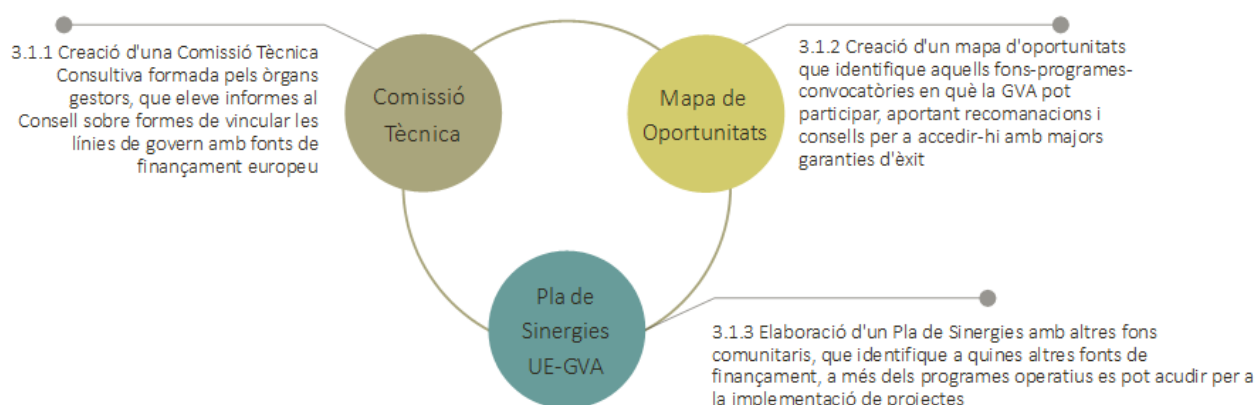 3.1.1 Creació d'una Comissió Tècnica
Consultiva formada pels òrgans
gestors, que eleve informes al
Consell sobre formes de vincular les
línies de govern amb fonts de
finançament europeu
Comissió
Tècnica
Mapa de
Oportunitats
3.1.2 Creació d'un mapa d'oportunitats
que identifique aquells fons-programes-
convocatòries en què la GVA pot
participar, aportant recomanacions i
consells per a accedir-hi amb majors
garanties d'èxit
Pla de
Sinergies
UE-GVA
3.1.3 Elaboració d'un Pla de Sinergies amb altres fons
comunitaris, que identifique a quines altres fonts de
finançament, a més dels programes operatius es pot acudir per a
la implementació de projectes